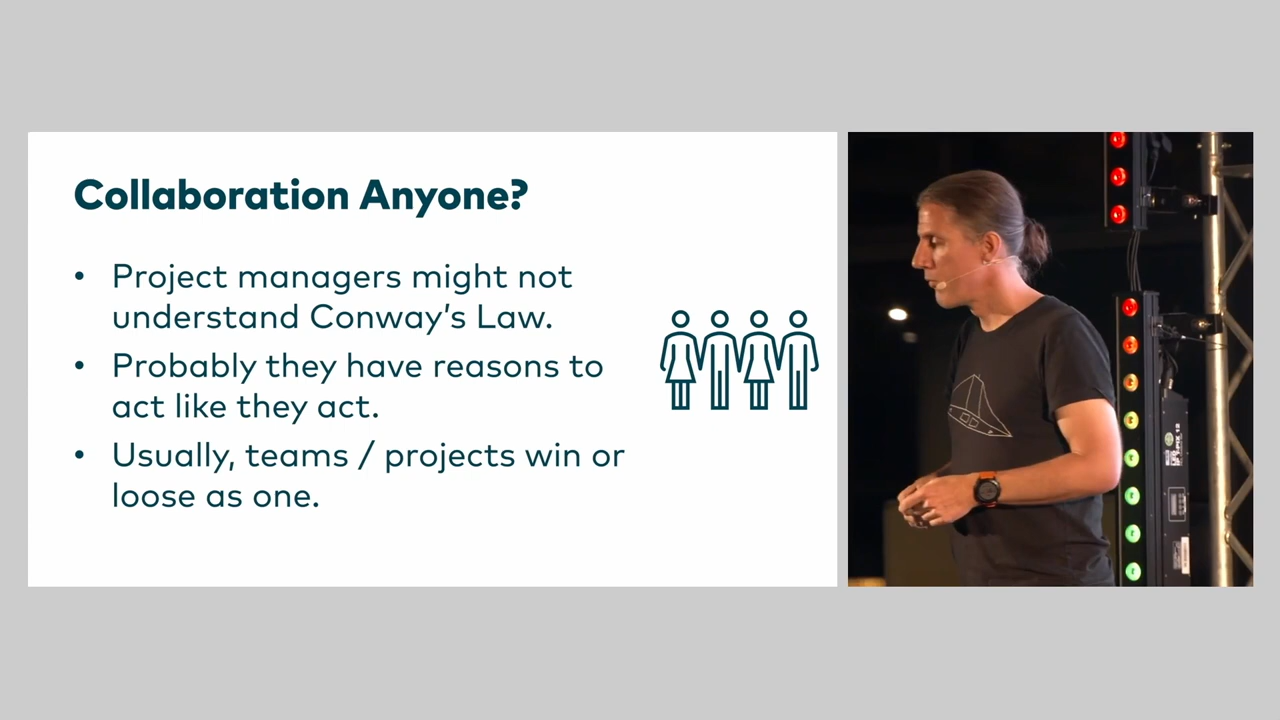 Collaboration Anyone?
• Project managers might not
understand Conway's Law.
• Probably they have reasons to
act like they act.
• Usually, teams / projects win or
loose as one.